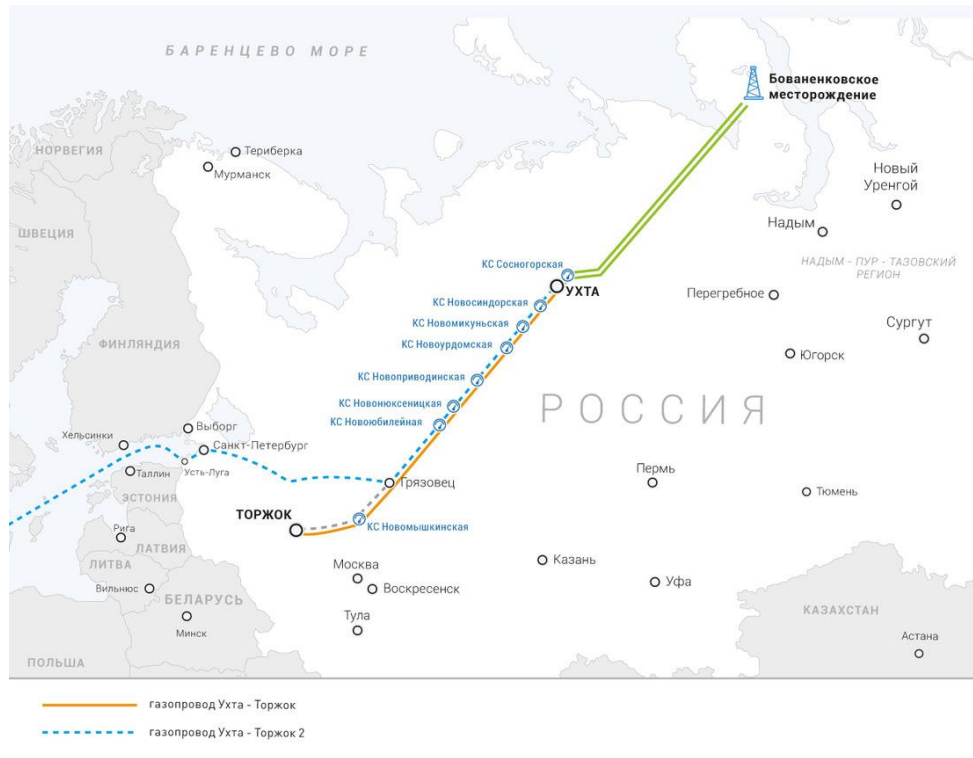 БАРЕНЦЕВО МОРЕ
Бованенковское
месторождение
НОРВЕГИЯ
Териберка
Мурманск
Новый
Уренгой
ШВЕЦИЯ
Надым
КС Сосногорская
НАДЫМ - ПУР - ТАЗОВСКИЙ
РЕГИОН
УХТА
Перегребное
КС Новосиндорская
КС Новомикуньская
Сургут
ФИНЛЯНДИЯ
КС Новоурдомская
Югорск
КС Новоприводинская
КС Новонюксеницкая
РОССИЯ
КС Новоюбилейная
Выборг
Хельсинки
Санкт-Петербург
Таллин
Усть-Луга
Пермь
Грязовец
Тюмень
ЭСТОНИЯ
ТОРЖОК
КС Новомышкинская
Рига
ЛАТВИЯ
Москва
Казань
ЛИТВА
Вильнюс
Воскресенск
Уфа
БЕЛАРУСЬ
Тула
КАЗАХСТАН
Минск
Астана
ПОЛЬША
газопровод Ухта - Торжок
газопровод Ухта - Торжок 2